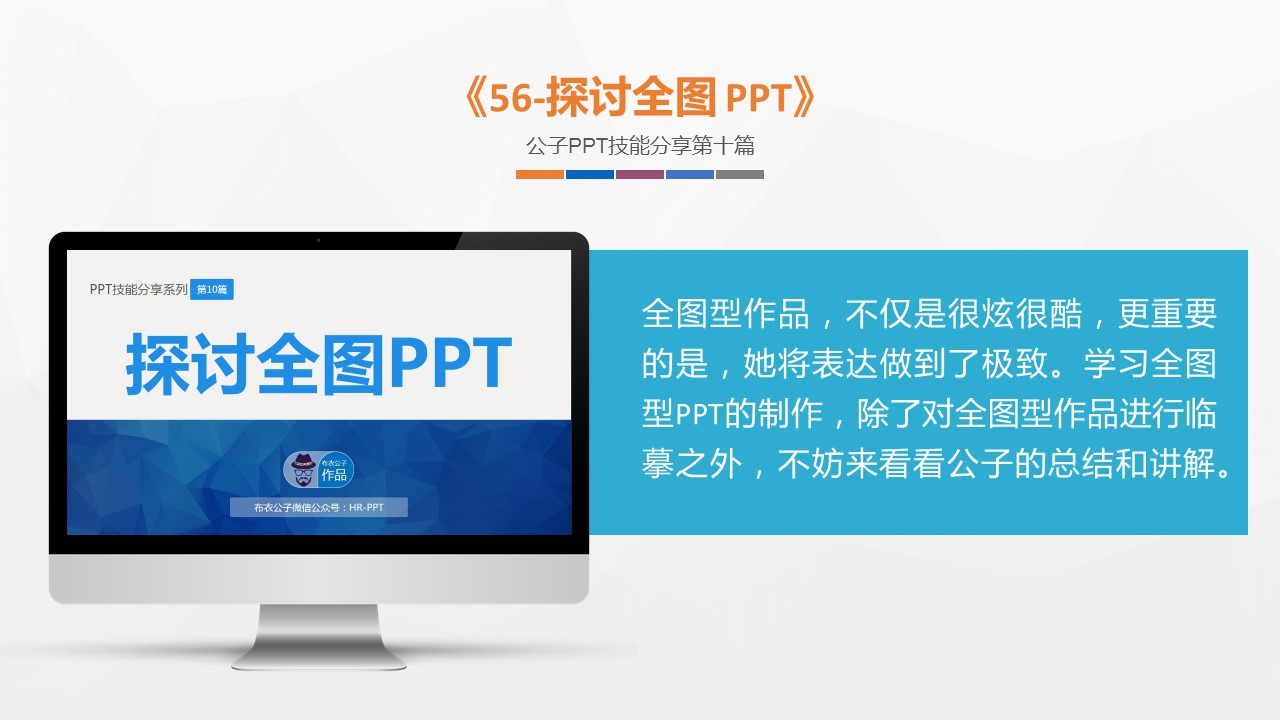 《56-探讨全图 PPT》
公子PPT技能分享第十篇
PPT技能分享系列 第10篇
探讨全图PPT
布衣公子
作品
布衣公子微信公众号：HR-PPT
全图型作品，不仅是很炫很酷，更重要
的是，她将表达做到了极致。学习全图
型PPT的制作，除了对全图型作品进行临
摹之外，不妨来看看公子的总结和讲解。